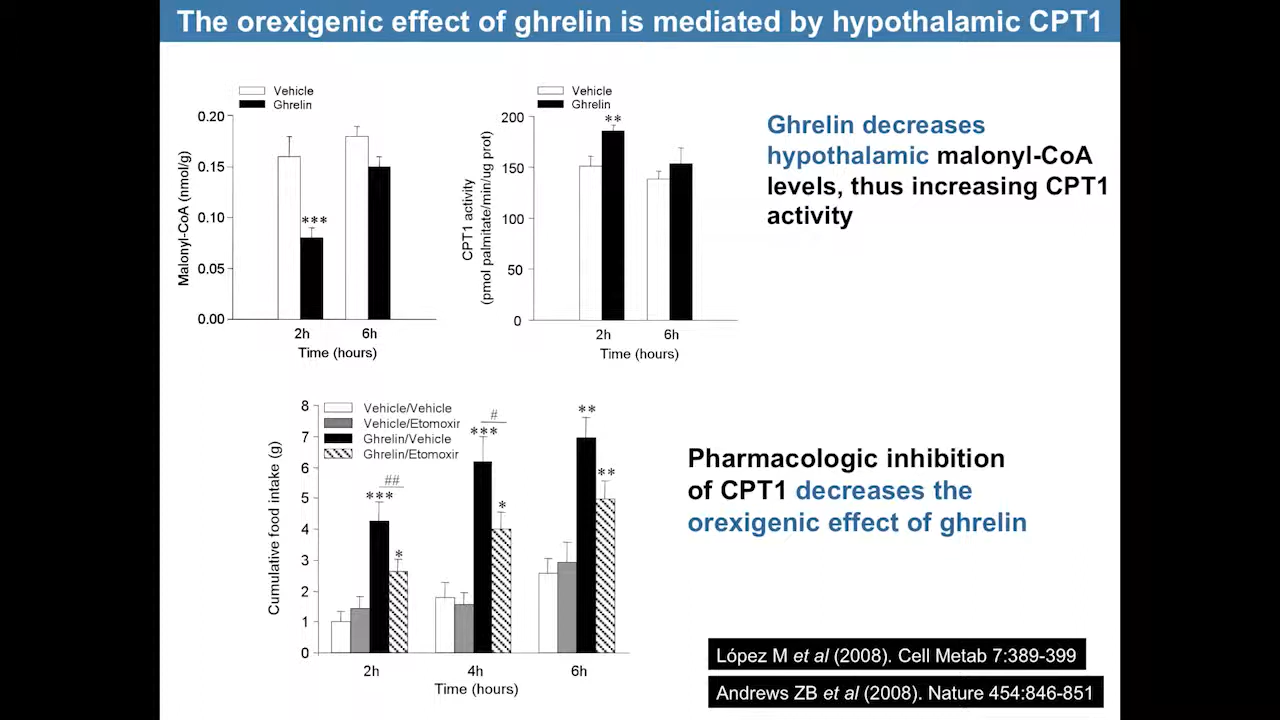 The orexigenic effect of ghrelin is mediated by hypothalamic CPT1
Vehicle
Ghrelin
0.20
0.15
0.10
0.05
0.00
Malonyl-CoA (nmol/g)
***
2h 6h
Time (hours)
Vehicle
Ghrelin
200
150
100
50
0
CPT1 activity
(pmol palmitate/min/ug prot)
**
2h 6h
Time (hours)
Ghrelin decreases
hypothalamic malonyl-CoA
levels, thus increasing CPT1
activity
8
7
6
5
4
3
2
1
0
Cumulative food intake (g)
Vehicle/Vehicle
Vehicle/Etomoxir
Ghrelin/Vehicle
Ghrelin/Etomoxir
##
***
*
#
***
*
**
**
2h 4h 6h
Time (hours)
Pharmacologic inhibition
of CPT1 decreases the
orexigenic effect of ghrelin
López M et al (2008). Cell Metab 7:389-399
Andrews ZB et al (2008). Nature 454:846-851